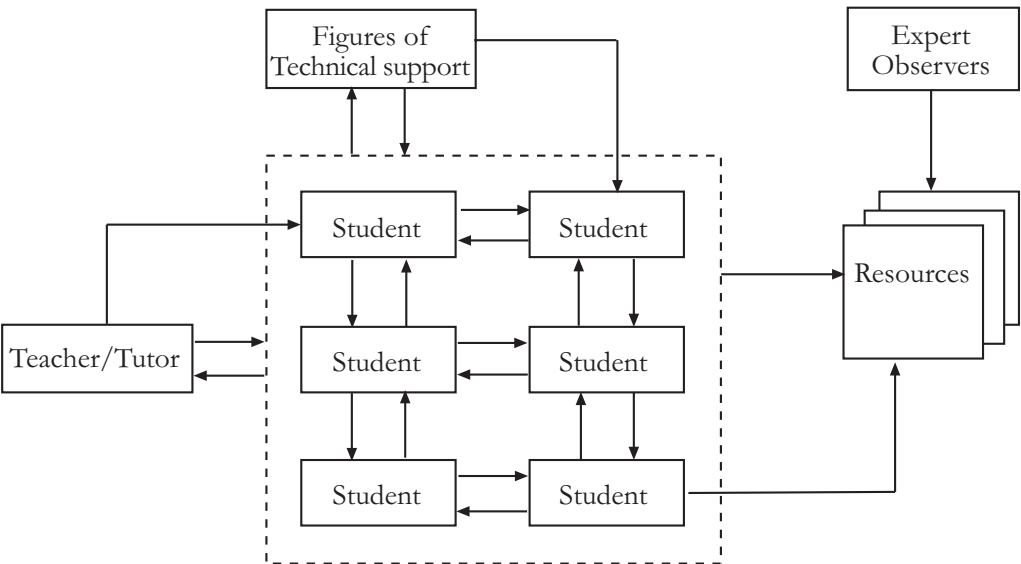 Figures of
Technical support
Expert
Observers
Student
Student
Resources
Teacher/Tutor
Student
Student
Student
Student